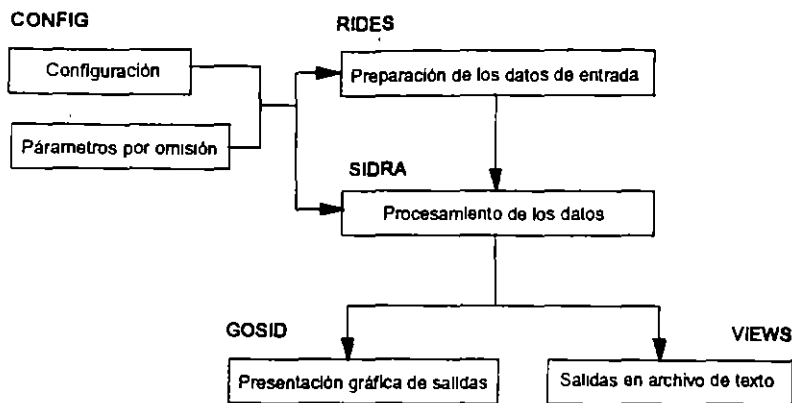 CONFIG
Configuración
Párametros por omisión
RIDES
Preparación de los datos de entrada
SIDRA
Procesamiento de los datos
GOSID
Presentación gráfica de salidas
VIEWS
Salidas en archivo de texto